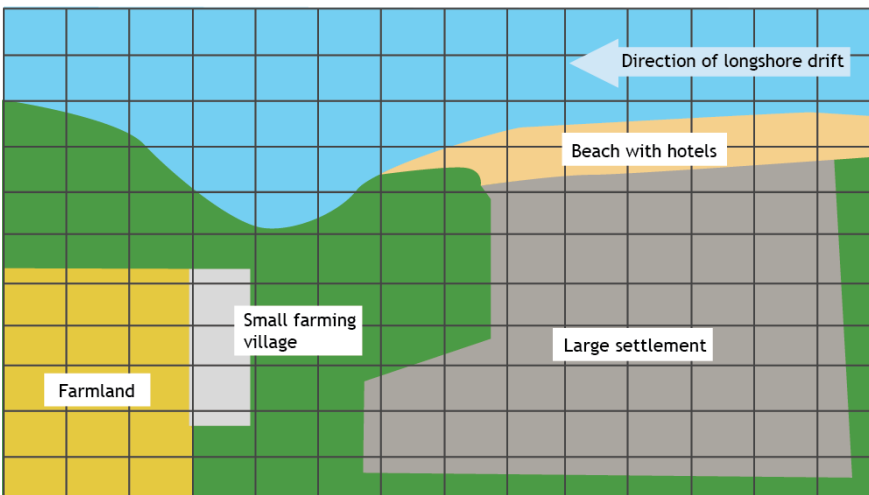 Direction of longshore drift
Beach with hotels
Small farming
village
Large settlement
Farmland